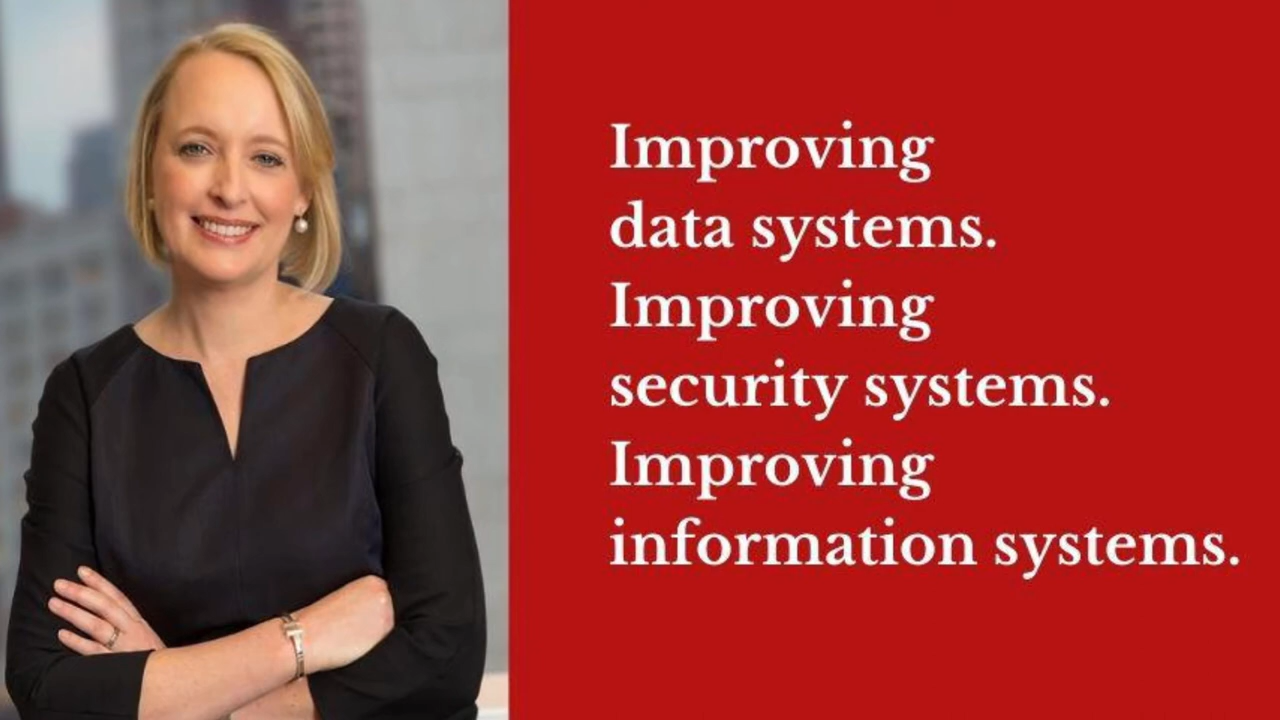 Improving
data systems.
Improving
security systems.
Improving
information systems.